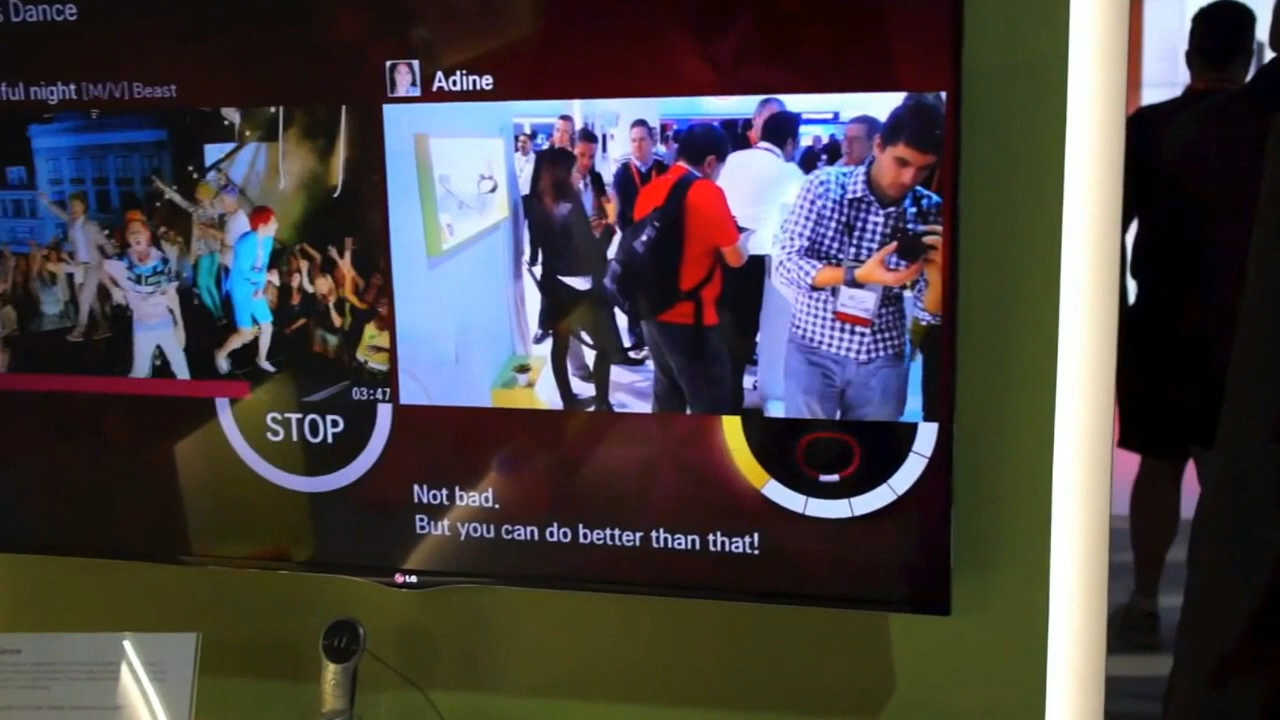 s Dance
ful night [M/V] Beast
Adine
03:47
STOP
Not bad.
But you can do better than that!
LG